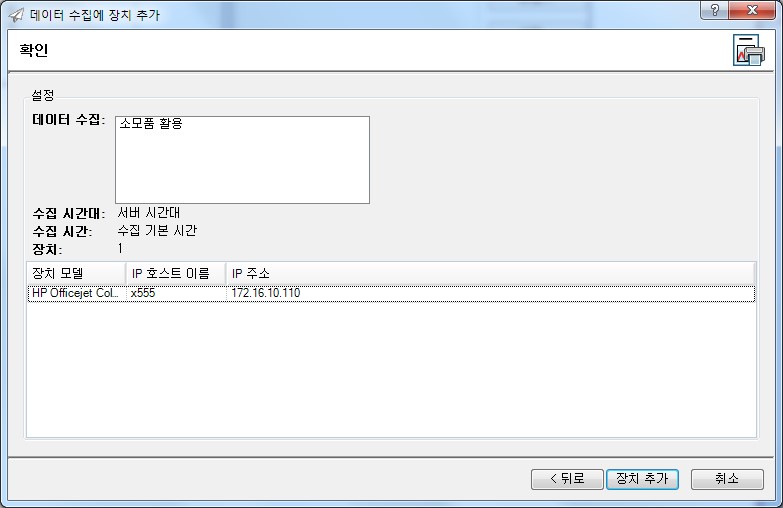 데이터 수집에 장치 추가
확인
설정
데이터 수집: 소모품 활용
수집 시간대: 서버 시간대
수집 시간: 수집 기본 시간
장치: 1
장치 모델 IP 호스트 이름 IP 주소
HP Officejet Col... x555 172.16.10.110
< 뒤로 장치 추가 취소